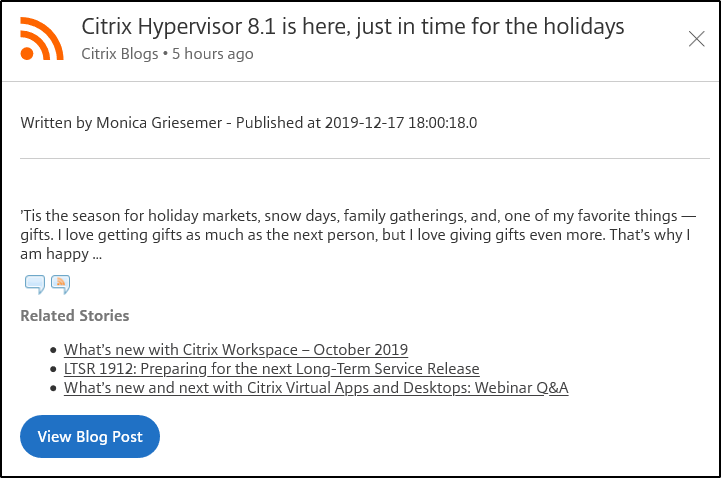 Citrix Hypervisor 8.1 is here, just in time for the holidays
Citrix Blogs • 5 hours ago
Written by Monica Griesemer - Published at 2019-12-17 18:00:18.0
’Tis the season for holiday markets, snow days, family gatherings, and, one of my favorite things —
gifts. I love getting gifts as much as the next person, but I love giving gifts even more. That’s why I
am happy ...
Related Stories
• What’s new with Citrix Workspace – October 2019
• LTSR 1912: Preparing for the next Long-Term Service Release
• What’s new and next with Citrix Virtual Apps and Desktops: Webinar Q&A
View Blog Post